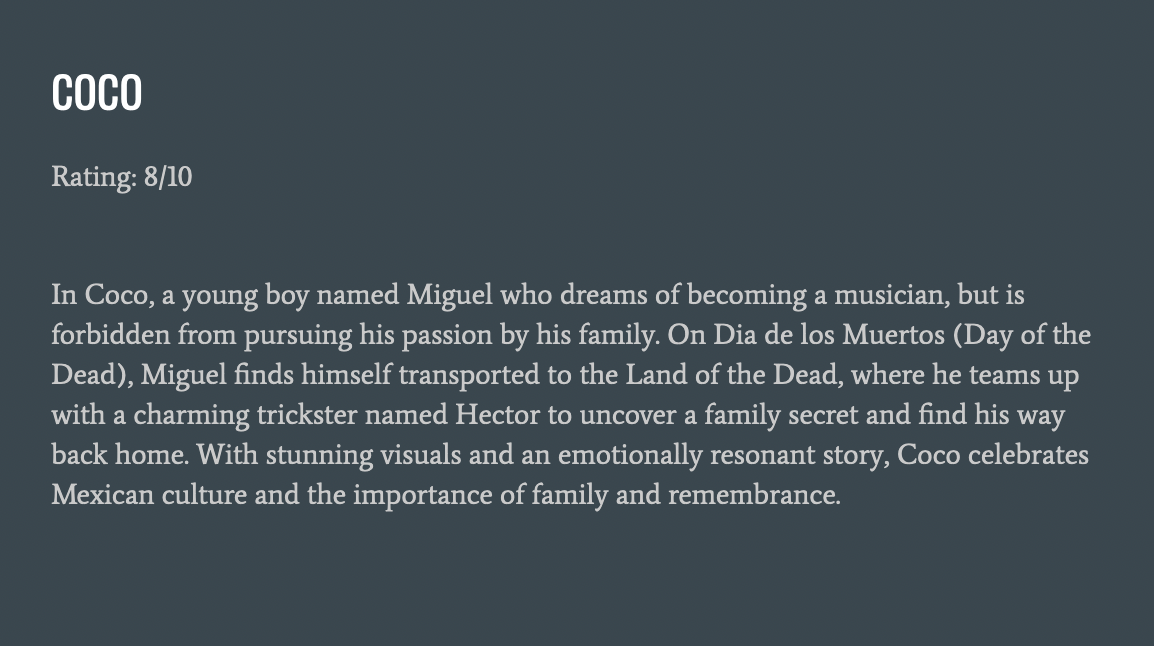 COCO
Rating: 8/10
In Coco, a young boy named Miguel who dreams of becoming a musician, but is
forbidden from pursuing his passion by his family. On Dia de los Muertos (Day of the
Dead), Miguel finds himself transported to the Land of the Dead, where he teams up
with a charming trickster named Hector to uncover a family secret and find his way
back home. With stunning visuals and an emotionally resonant story, Coco celebrates
Mexican culture and the importance of family and remembrance.